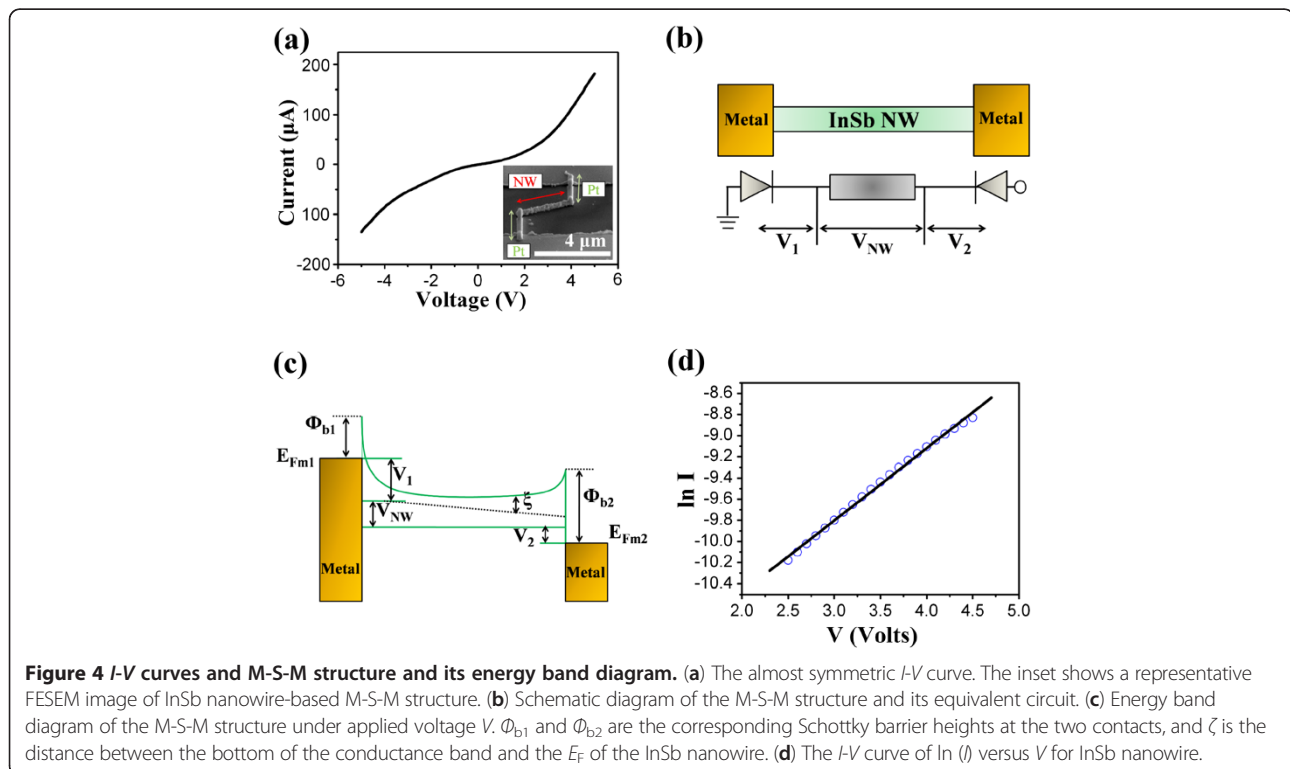 (a)
200
100
0
100
-200
-6 -4 -2 0 2 4 6
Current (µA)
Voltage (V)
NW
Pt
Pt
4 µm
(b)
Metal
InSb NW
Metal
V1 VNW V2
(c)
Φb1
EFm1
V1
VNW
ξ
Φb2
V2
EFm2
Metal
Metal
(d)
-8.6
-8.8
-9.0
-9.2
-9.4
-9.6
-9.8
-10.0
-10.2
-10.4
2.0 2.5 3.0 3.5 4.0 4.5 5.0
ln I
V (Volts)
Figure 4 I-V curves and M-S-M structure and its energy band diagram. (a) The almost symmetric I-V curve. The inset shows a representative
FESEM image of InSb nanowire-based M-S-M structure. (b) Schematic diagram of the M-S-M structure and its equivalent circuit. (c) Energy band
diagram of the M-S-M structure under applied voltage V. Φb1 and Φb2 are the corresponding Schottky barrier heights at the two contacts, and ζ is the
distance between the bottom of the conductance band and the EF of the InSb nanowire. (d) The I-V curve of ln (I) versus V for InSb nanowire.